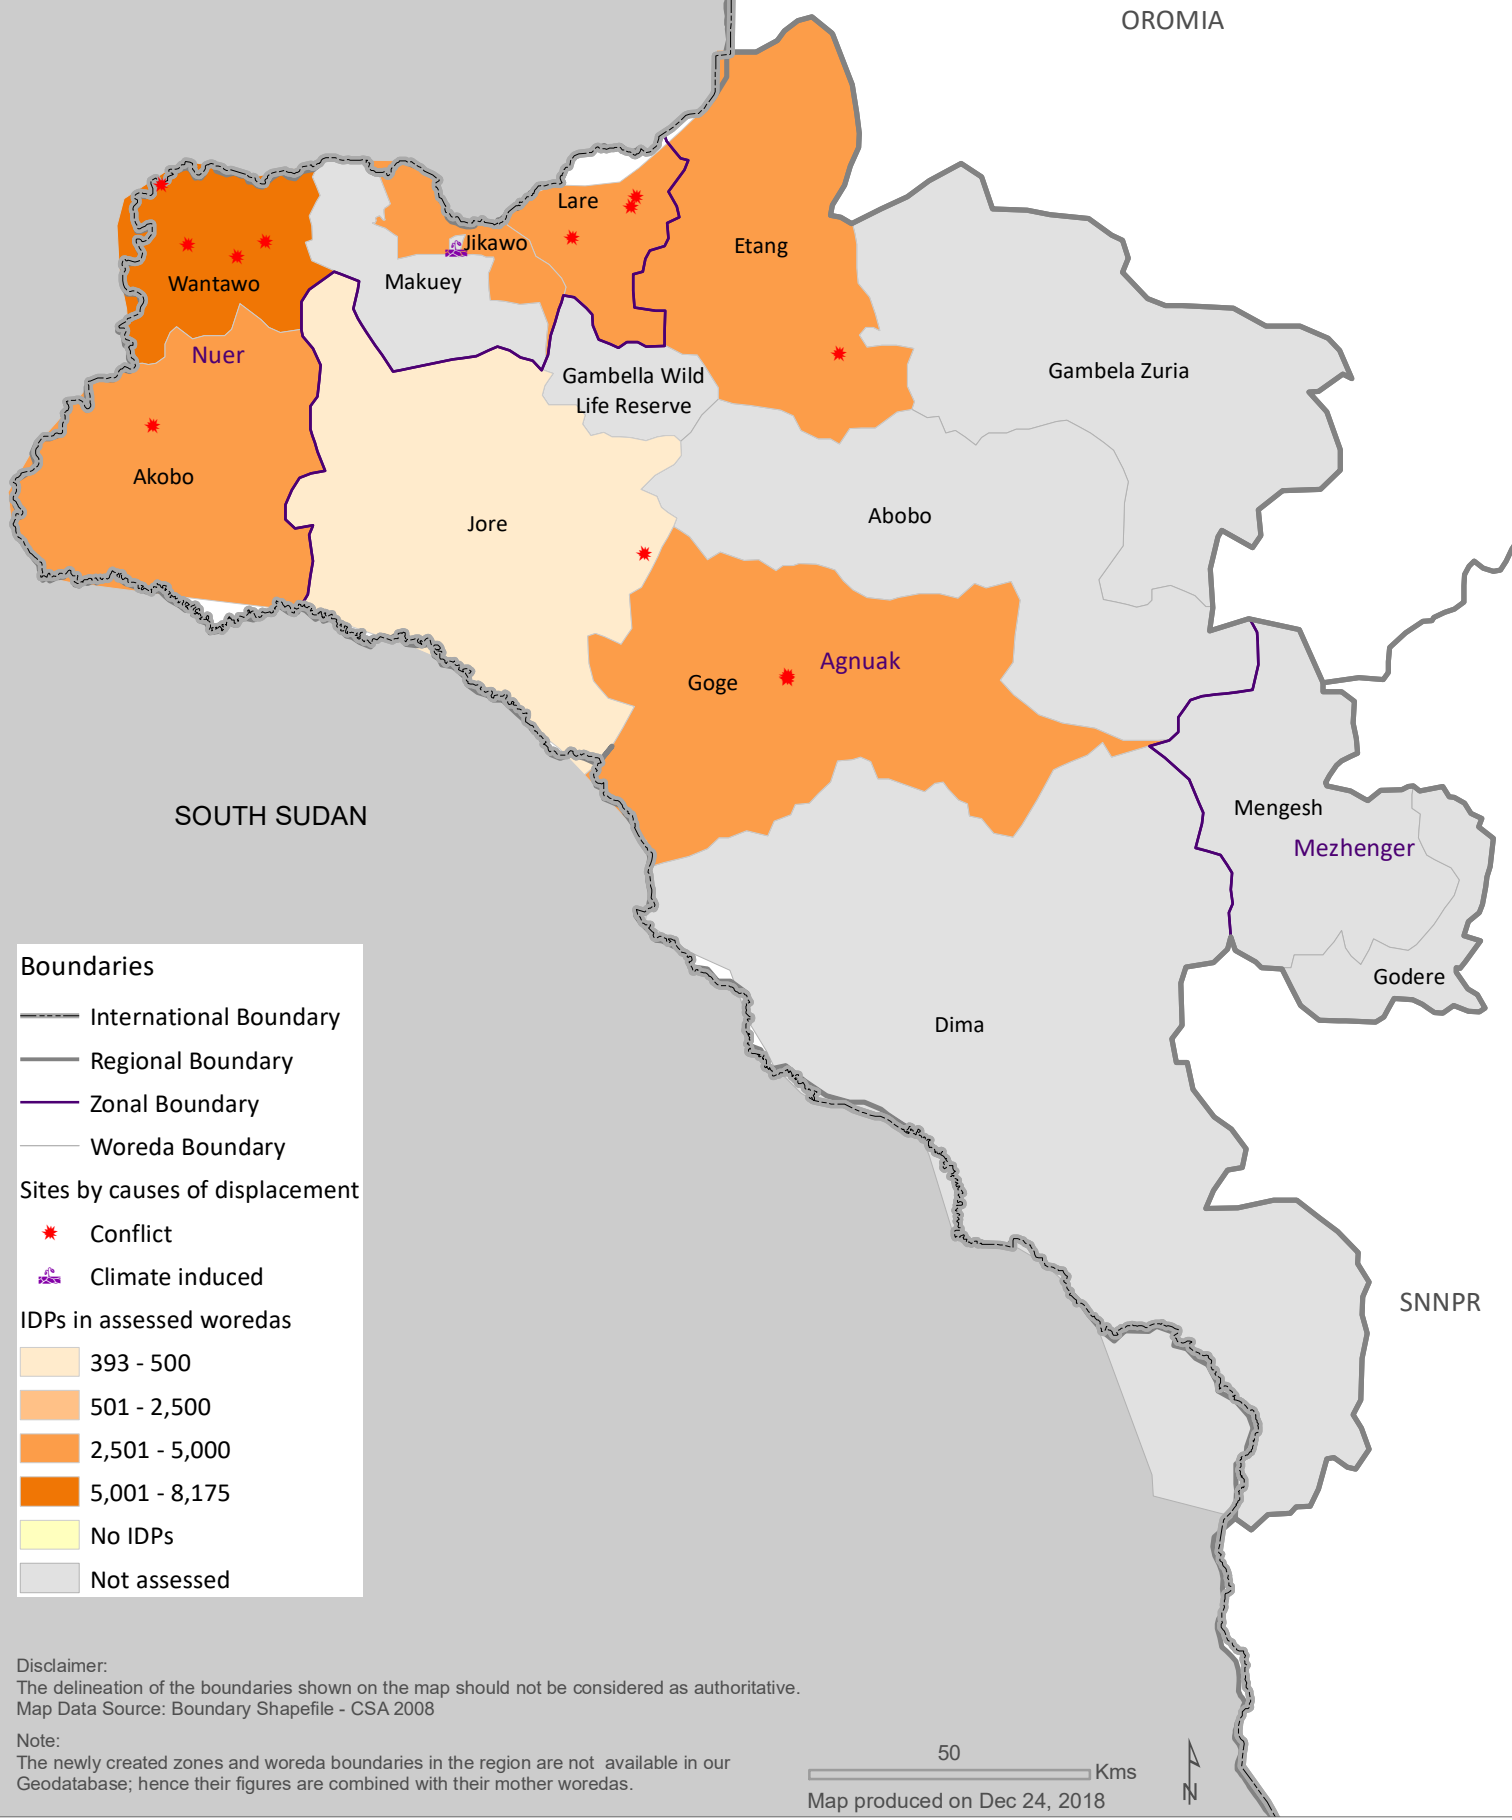 OROMIA
Lare
Jikawo
Etang
Makuey
Wantawo
Nuer
Gambella Wild
Life Reserve
Gambela Zuria
Akobo
Jore
Abobo
Agnuak
Goge
SOUTH SUDAN
Mengesh
Mezhenger
Godere
Dima
SNNPR
Boundaries
International Boundary
Regional Boundary
Zonal Boundary
Woreda Boundary
Sites by causes of displacement
Conflict
Climate induced
IDPs in assessed woredas
393 - 500
501 - 2,500
2,501 - 5,000
5,001 - 8,175
No IDPs
Not assessed
Disclaimer:
The delineation of the boundaries shown on the map should not be considered as authoritative.
Map Data Source: Boundary Shapefile - CSA 2008
Note:
The newly created zones and woreda boundaries in the region are not available in our
Geodatabase; hence their figures are combined with their mother woredas.
50
Kms
Map produced on Dec 24, 2018
N